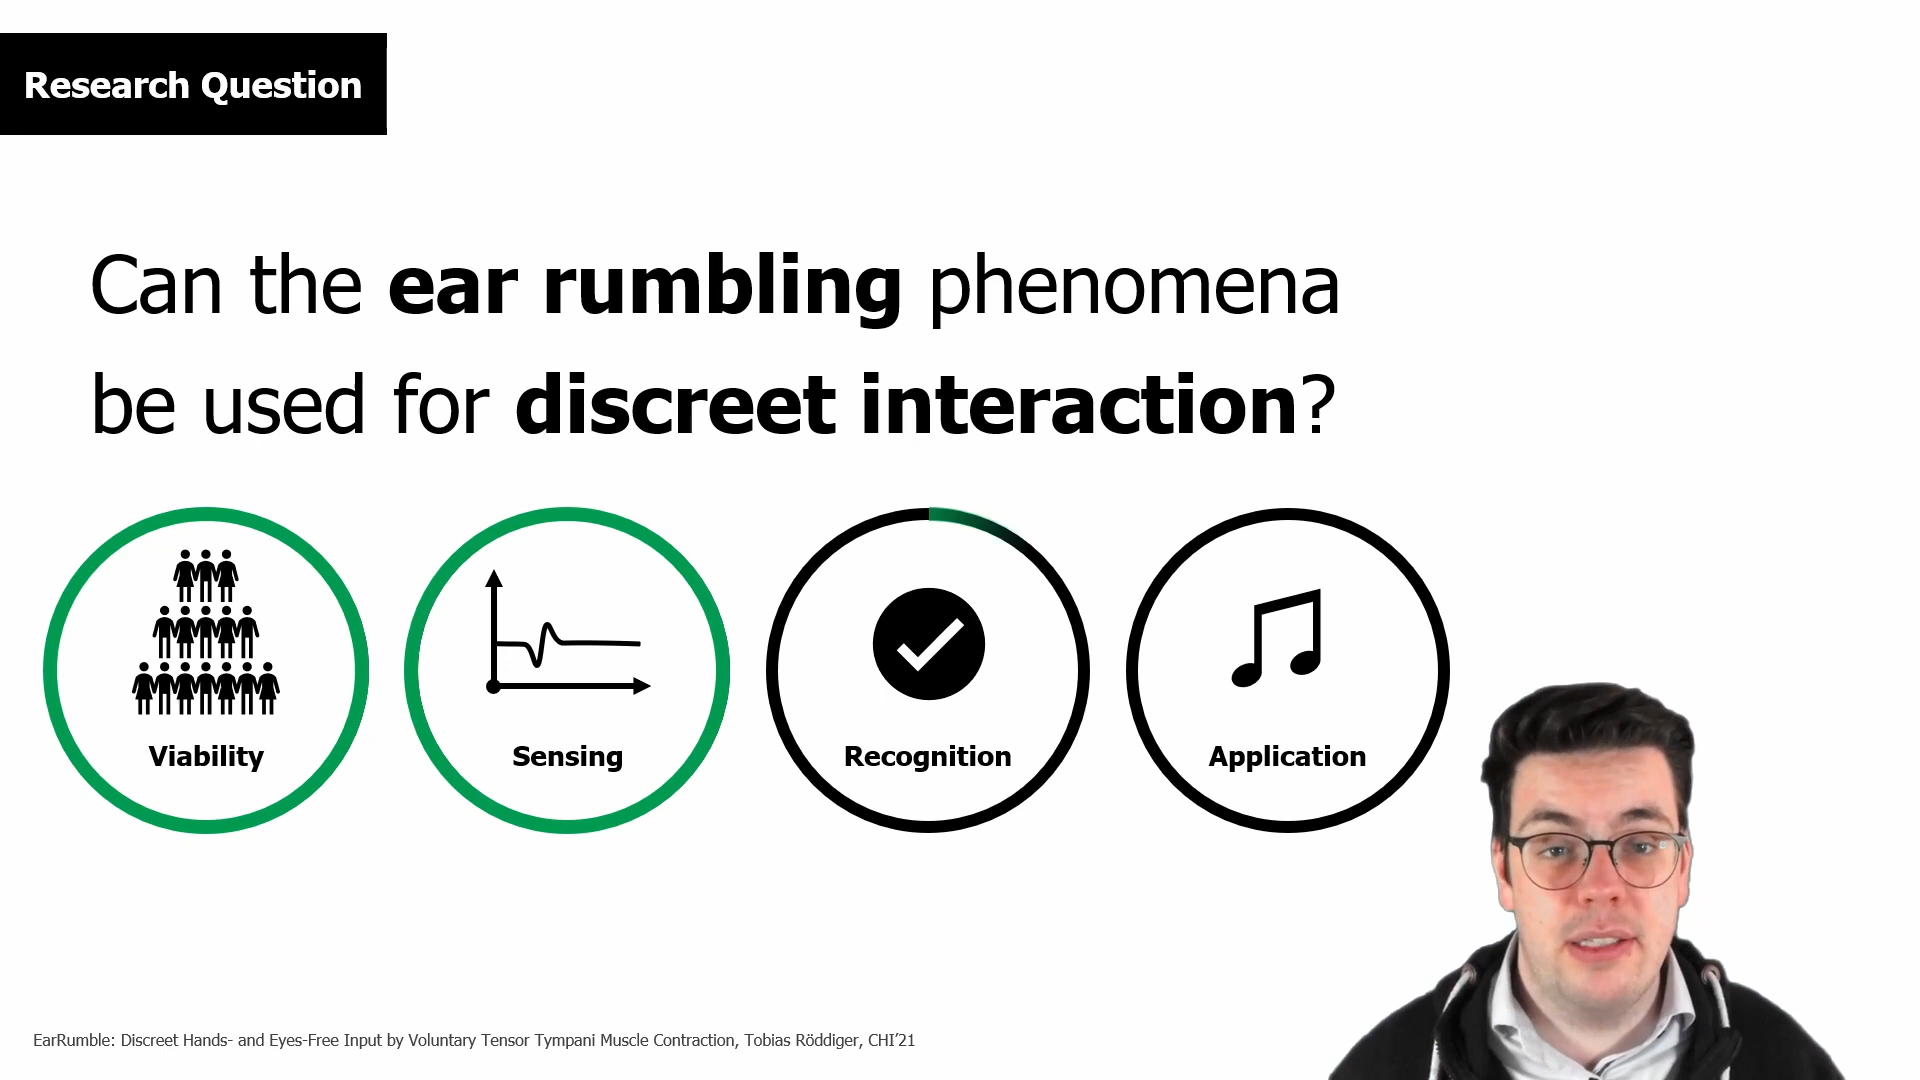 Research Question
Can the ear rumbling phenomena
be used for discreet interaction?
Viability
Sensing
Recognition
Application
EarRumble: Discreet Hands- and Eyes-Free Input by Voluntary Tensor Tympani Muscle Contraction, Tobias Röddiger, CHI’21